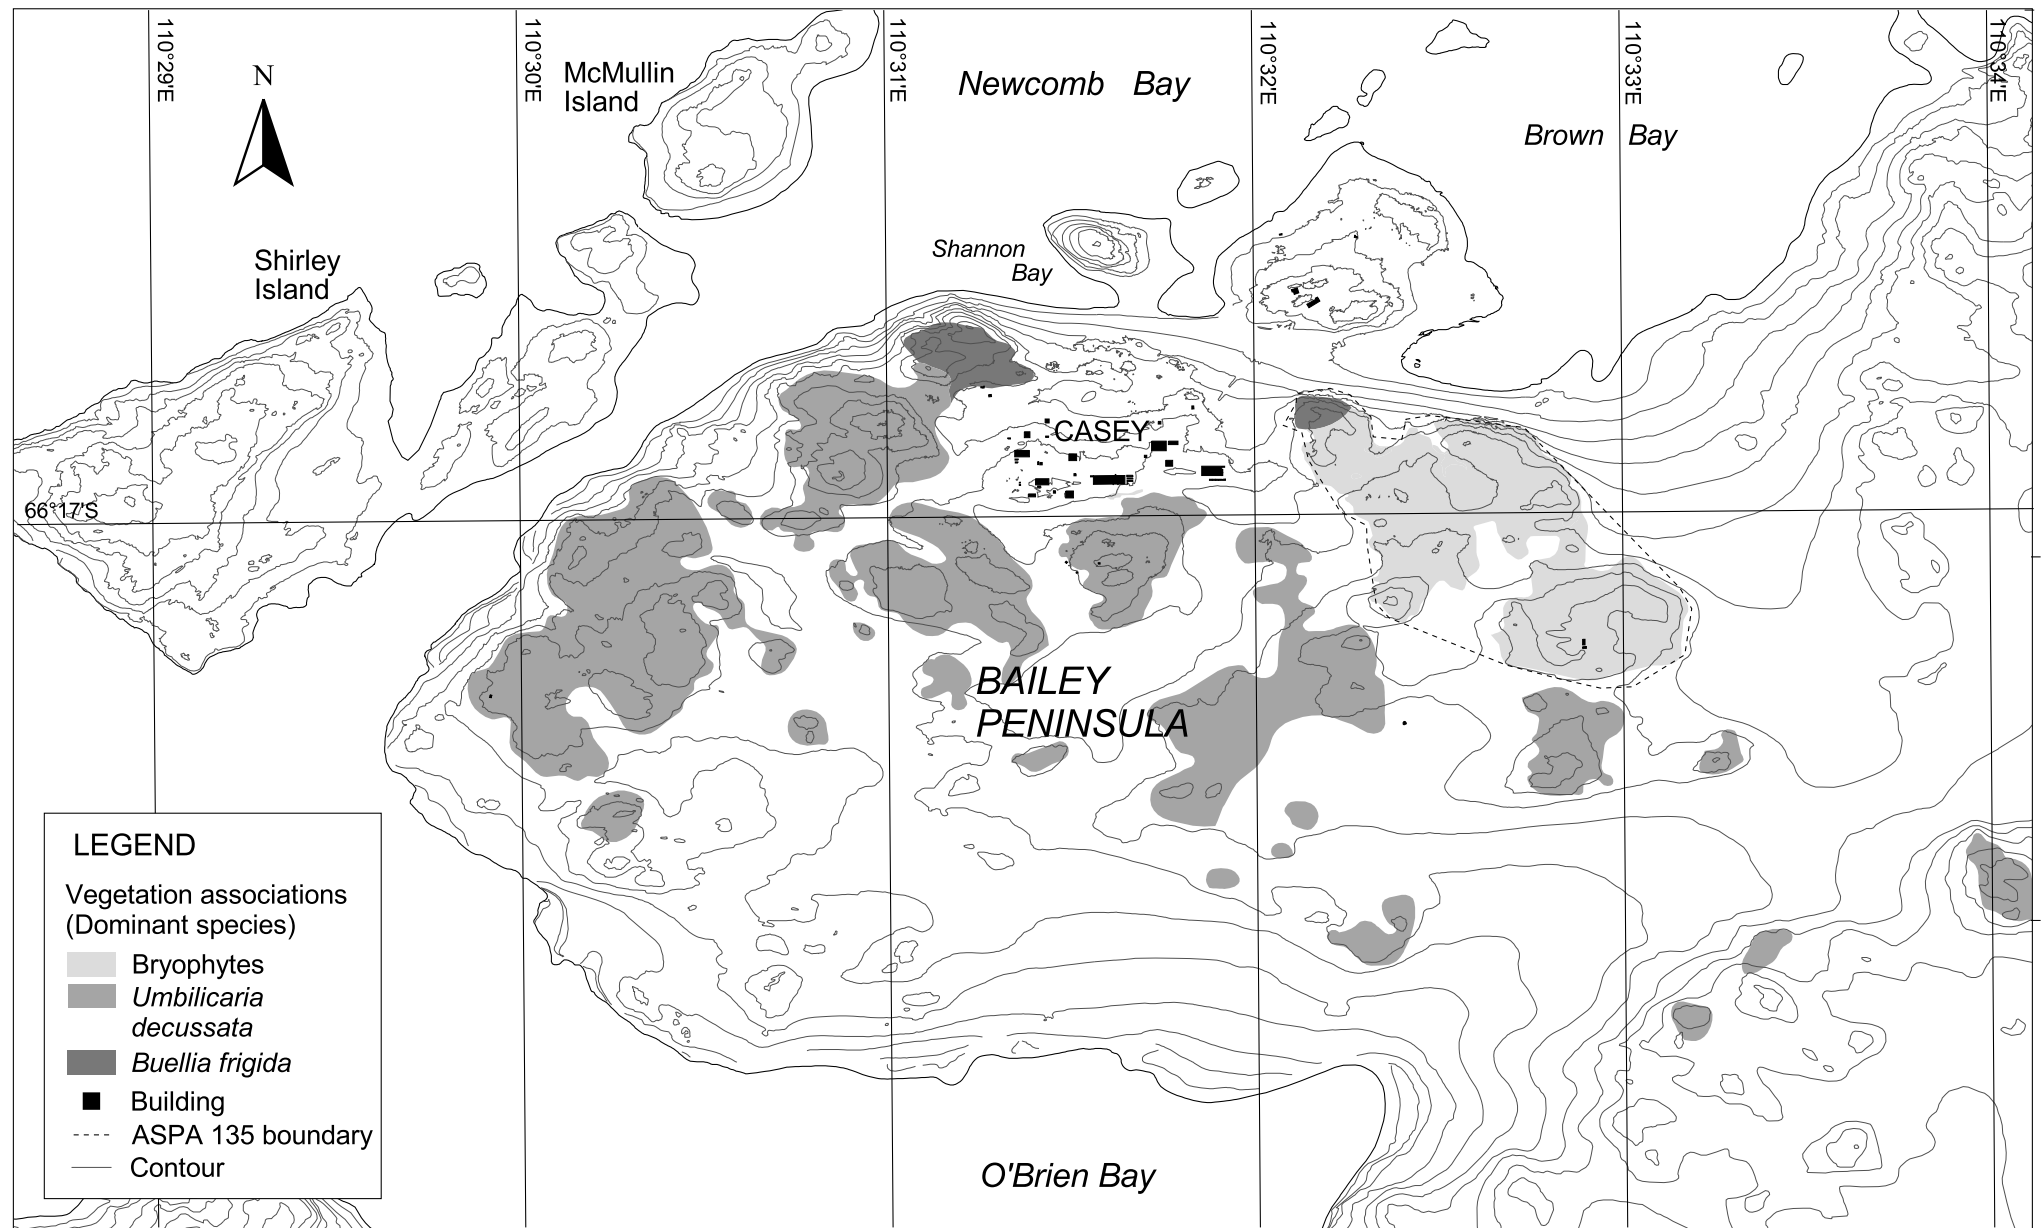 110°29'E
110°30'E
110°31'E
110°32'E
110°33'E
110°34'E
N
McMullin
Island
Newcomb Bay
Brown Bay
Shirley
Island
Shannon
Bay
CASEY
66°17'S
BAILEY
PENINSULA
LEGEND
Vegetation associations
(Dominant species)
Bryophytes
Umbilicaria
decussata
Buellia frigida
Building
ASPA 135 boundary
Contour
O'Brien Bay